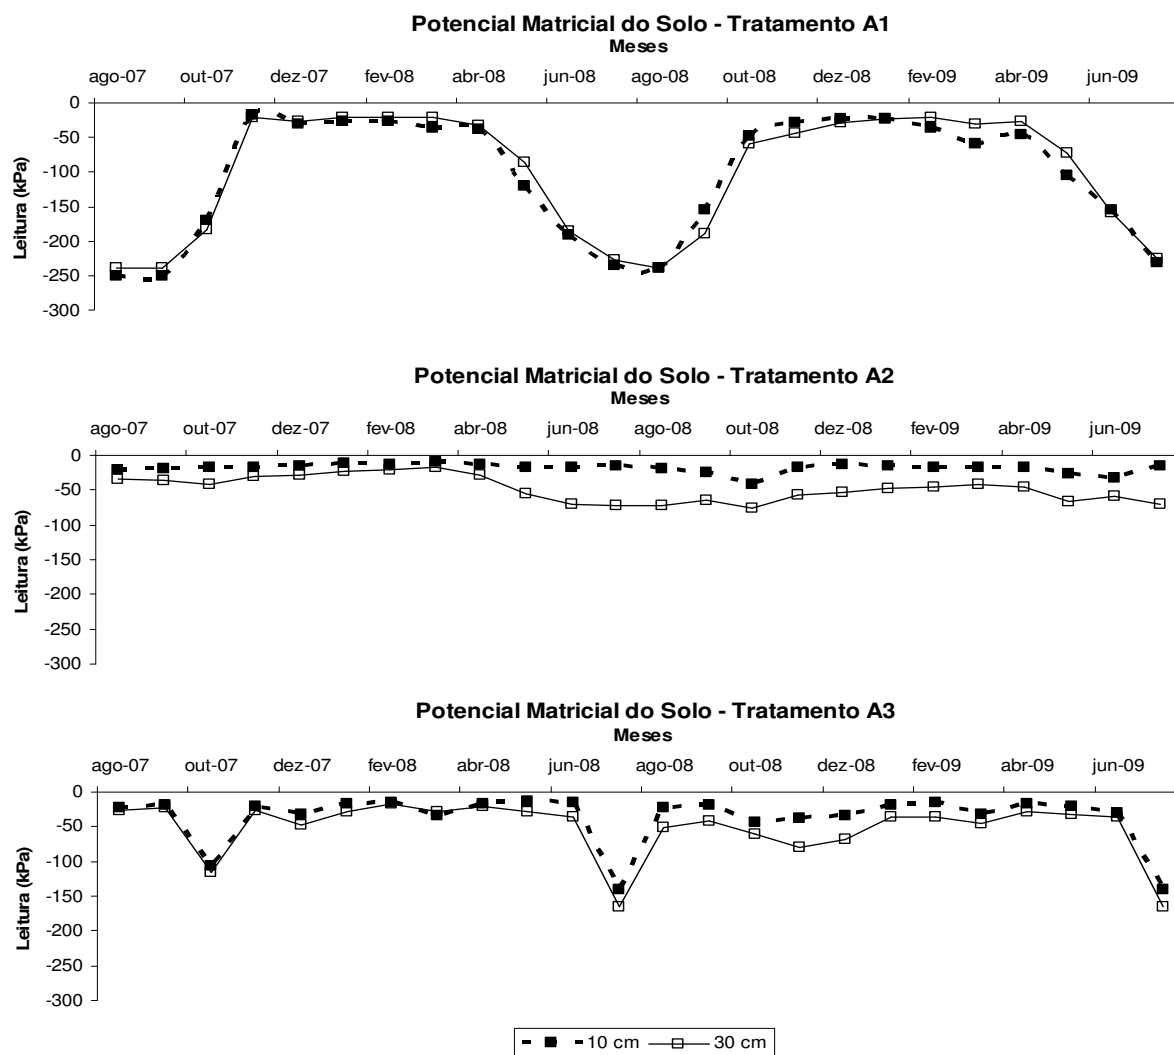 Potencial Matricial do Solo - Tratamento A1
Meses
ago-07 out-07 dez-07 fev-08 abr-08 jun-08 ago-08 out-08 dez-08 fev-09 abr-09 jun-09
0
-50
-100
-150
-200
-250
-300
Leitura (kPa)
Potencial Matricial do Solo - Tratamento A2
Meses
ago-07 out-07 dez-07 fev-08 abr-08 jun-08 ago-08 out-08 dez-08 fev-09 abr-09 jun-09
0
-50
-100
-150
-200
-250
-300
Leitura (kPa)
Potencial Matricial do Solo - Tratamento A3
Meses
ago-07 out-07 dez-07 fev-08 abr-08 jun-08 ago-08 out-08 dez-08 fev-09 abr-09 jun-09
0
-50
-100
-150
-200
-250
-300
Leitura (kPa)
10 cm 30 cm